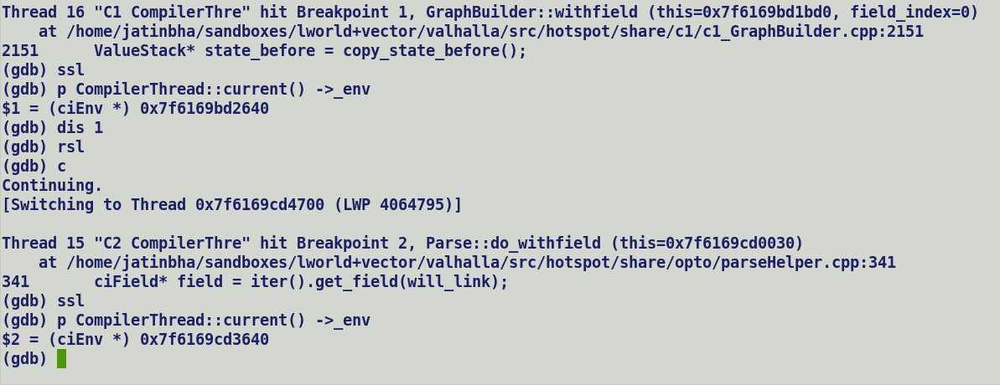 Thread 16 "C1 CompilerThre" hit Breakpoint 1, GraphBuilder::withfield (this=0x7f6169bd1bd0, field_index=0)
    at /home/jatinbha/sandboxes/lworld+vector/valhalla/src/hotspot/share/c1/c1_GraphBuilder.cpp:2151
2151      ValueStack* state_before = copy_state_before();
(gdb) ssl
(gdb) p CompilerThread::current() ->_env
$1 = (ciEnv *) 0x7f6169bd2640
(gdb) dis 1
(gdb) rsl
(gdb) c
Continuing.
[Switching to Thread 0x7f6169cd4700 (LWP 4064795)]

Thread 15 "C2 CompilerThre" hit Breakpoint 2, Parse::do_withfield (this=0x7f6169cd0030)
    at /home/jatinbha/sandboxes/lworld+vector/valhalla/src/hotspot/share/opto/parseHelper.cpp:341
341       ciField* field = iter().get_field(will_link);
(gdb) ssl
(gdb) p CompilerThread::current() ->_env
$2 = (ciEnv *) 0x7f6169cd3640
(gdb)